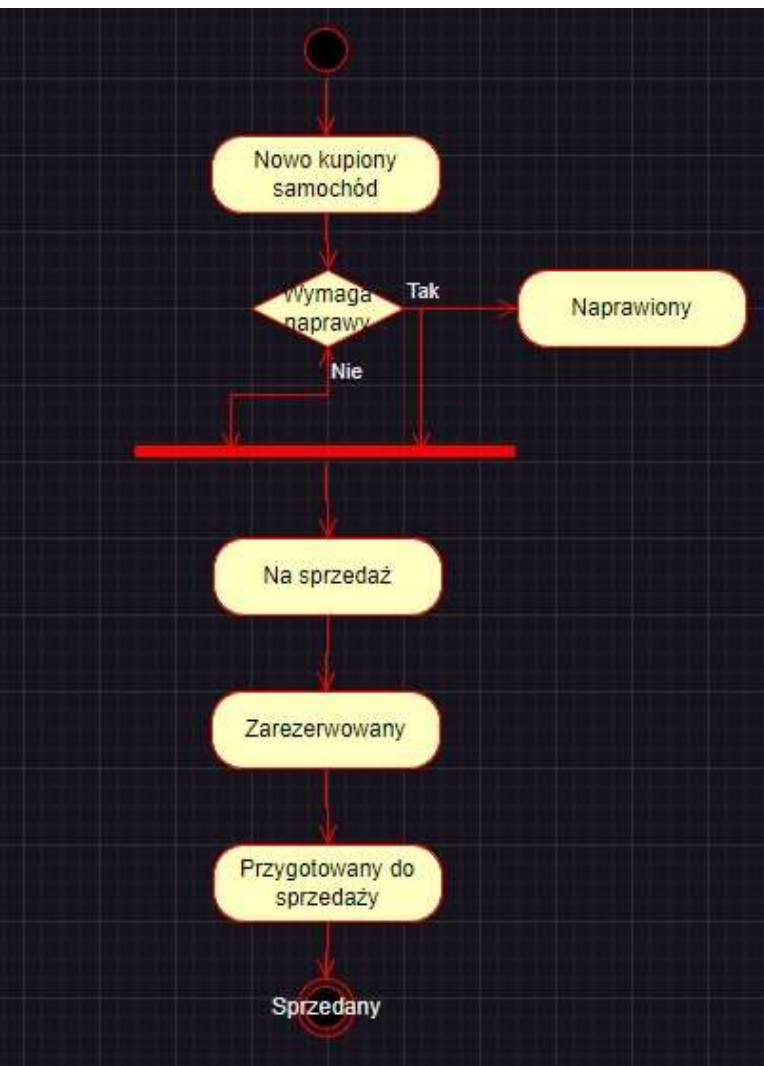 Nowo kupiony
samochód
Wymaga
naprawy
Tak
Naprawiony
Nie
Na sprzedaż
Zarezerwowany
Przygotowany do
sprzedaży
Sprzedany